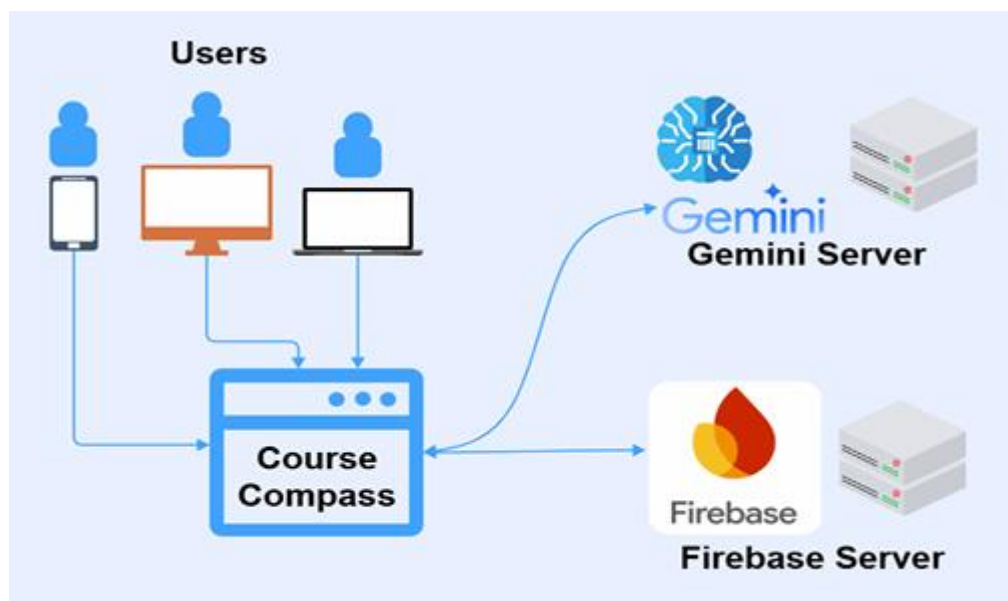 Users
Gemini
Gemini Server
Course
Compass
Firebase
Firebase Server